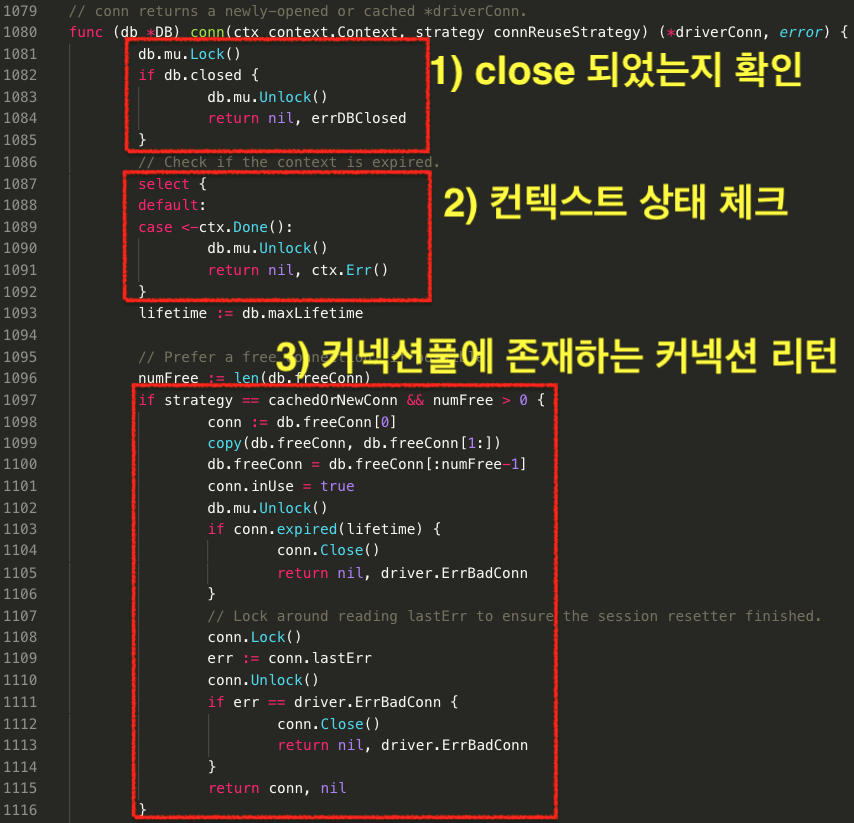 1079 // conn returns a newly-opened or cached *driverConn.
1080 func (db *DB) conn(ctx context.Context, strategy connReuseStrategy) (*driverConn, error) {
1081 db.mu.Lock()
1) close 되었는지 확인
1082 if db.closed {
1083 db.mu.Unlock()
1084 return nil, errDBClosed
1085 }
1086 // Check if the context is expired.
1087 select {
2) 컨텍스트 상태 체크
1088 default:
1089 case <-ctx.Done():
1090 db.mu.Unlock()
1091 return nil, ctx.Err()
1092 }
1093 lifetime := db.maxLifetime
1094
3) 커넥션풀에 존재하는 커넥션 리턴
1095 // Prefer a free
1096 numFree := len(db.freeConn)
1097 if strategy == cachedOrNewConn && numFree > 0 {
1098 conn := db.freeConn[0]
1099 copy(db.freeConn, db.freeConn[1:])
1100 db.freeConn = db.freeConn[:numFree-1]
1101 conn.inUse = true
1102 db.mu.Unlock()
1103 if conn.expired(lifetime) {
1104 conn.Close()
1105 return nil, driver.ErrBadConn
1106 }
1107 // Lock around reading lastErr to ensure the session resetter finished.
1108 conn.Lock()
1109 err := conn.lastErr
1110 conn.Unlock()
1111 if err == driver.ErrBadConn {
1112 conn.Close()
1113 return nil, driver.ErrBadConn
1114 }
1115 return conn, nil
1116 }